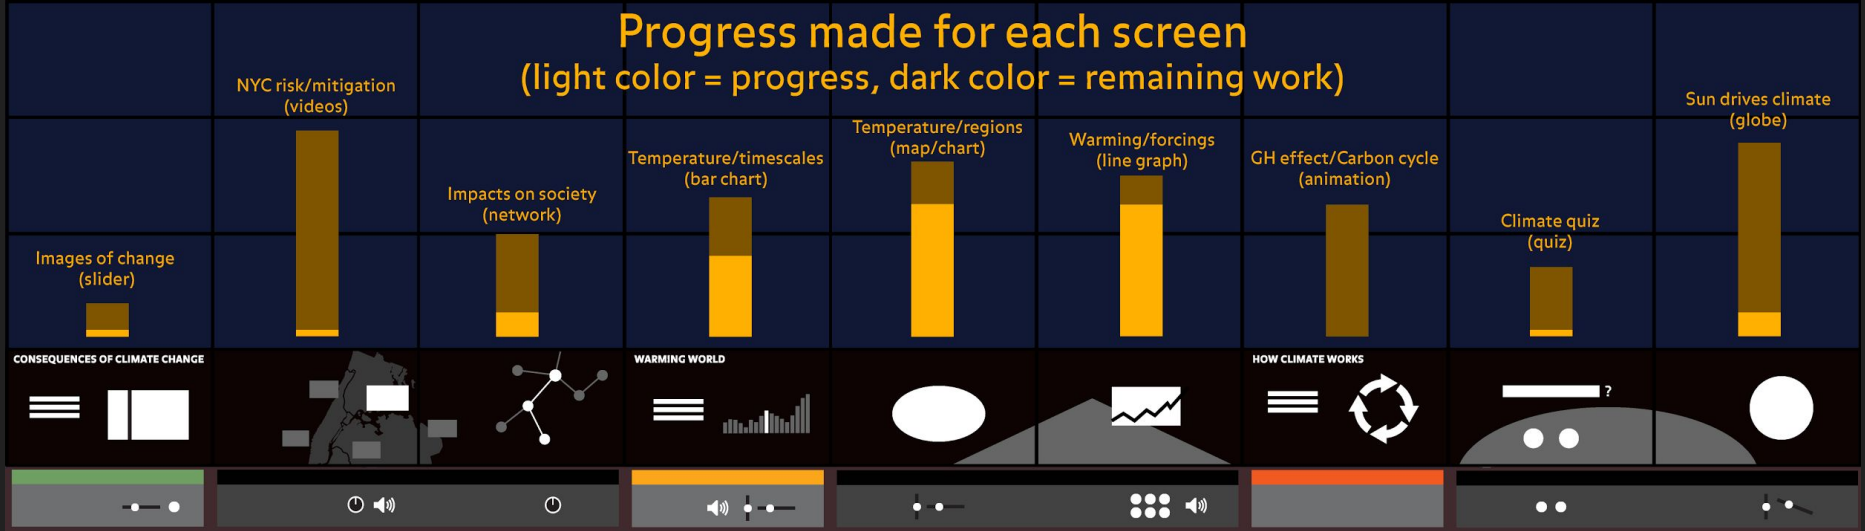 Progress made for each screen
(light color = progress, dark color = remaining work)
Images of change
(slider)
NYC risk/mitigation
(videos)
Impacts on society
(network)
Temperature/timescales
(bar chart)
Temperature/regions
(map/chart)
Warming/forcings
(line graph)
GH effect/Carbon cycle
(animation)
Climate quiz
(quiz)
Sun drives climate
(globe)
CONSEQUENCES OF CLIMATE CHANGE
WARMING WORLD
HOW CLIMATE WORKS
?